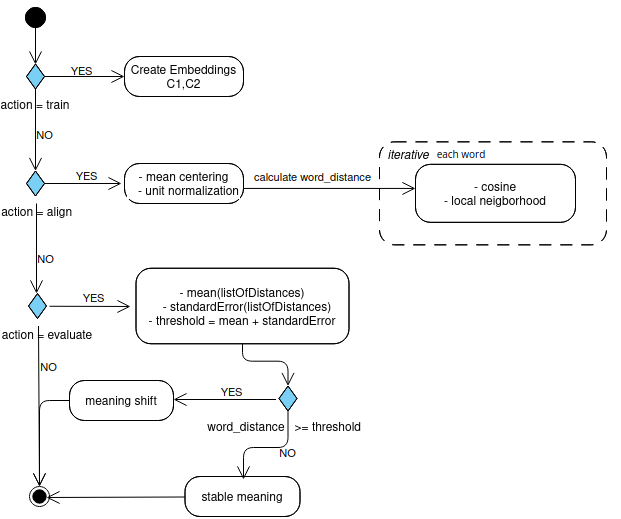 YES
Create Embeddings
C1,C2
action = train
NO
iterative each word
YES
- mean centering
- unit normalization
calculate word_distance
- cosine
- local neigborhood
action = align
NO
YES
- mean(listOfDistances)
- standardError(listOfDistances)
- threshold = mean + standardError
action = evaluate
NO
YES
meaning shift
word_distance >= threshold
NO
stable meaning